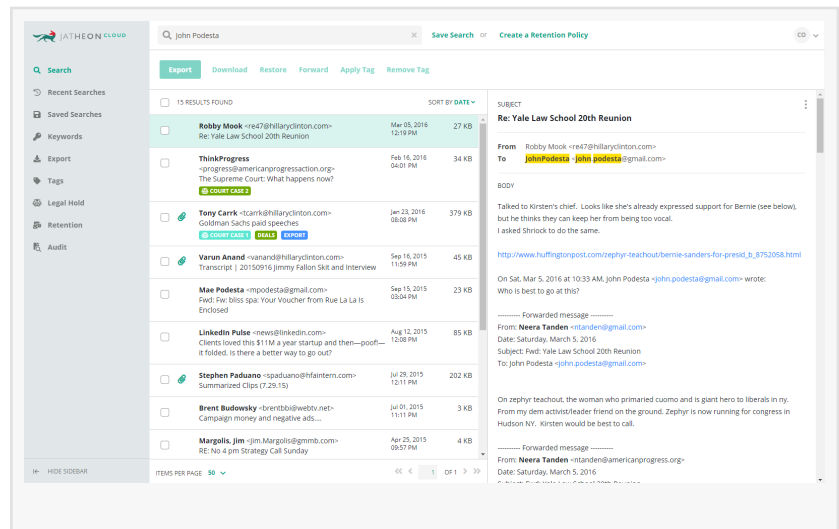 JATHEON CLOUD
John Podesta
Save Search or Create a Retention Policy
CO
Search
Recent Searches
Saved Searches
Keywords
Export
Tags
Legal Hold
Retention
Audit
HIDE SIDEBAR
Export Download Restore Forward Apply Tag Remove Tag
15 RESULTS FOUND SORT BY DATE
Robby Mook <re47@hillaryclinton.com> Mar 05, 2016 27 KB
Re: Yale Law School 20th Reunion 12:19 PM
ThinkProgress Feb 16, 2016 34 KB
<progress@americanprogressaction.org> 04:01 PM
The Supreme Court: What happens now?
COURT CASE 2
Tony Carrk <tcarrk@hillaryclinton.com> Jan 23, 2016 379 KB
Goldman Sachs paid speeches 08:08 PM
COURT CASE 1 DEALS EXPORT
Varun Anand <vanand@hillaryclinton.com> Sep 16, 2015 45 KB
Transcript | 20150916 Jimmy Fallon Skit and Interview 11:59 PM
Mae Podesta <mpodesta@gmail.com> Sep 15, 2015 23 KB
Fwd: Fw: bliss spa: Your Voucher from Rue La La Is 03:04 PM
Enclosed
LinkedIn Pulse <news@linkedin.com> Aug 12, 2015 85 KB
Clients loved this $11M a year startup and then—poof!— 12:08 PM
it folded. Is there a better way to go out?
Stephen Paduano <spaduano@hfaintern.com> Jul 29, 2015 202 KB
Summarized Clips (7.29.15) 12:11 PM
Brent Budowsky <brentbbi@webtv.net> Jul 01, 2015 3 KB
Campaign money and negative ads.... 11:11 PM
Margolis, Jim <Jim.Margolis@gmmb.com> Apr 25, 2015 4 KB
RE: No 4 pm Strategy Call Sunday 09:57 PM
ITEMS PER PAGE 50 1 OF 1
SUBJECT
Re: Yale Law School 20th Reunion
From Robby Mook <re47@hillaryclinton.com>
To JohnPodesta <john.podesta@gmail.com>
BODY
Talked to Kirsten's chief. Looks like she's already expressed support for Bernie (see below),
but he thinks they can keep her from being too vocal.
I asked Shriock to do the same.
http://www.huffingtonpost.com/zephyr-teachout/bernie-sanders-for-presid_b_8752058.html
On Sat, Mar 5, 2016 at 10:33 AM, John Podesta <john.podesta@gmail.com> wrote:
Who is best to go at this?
---------- Forwarded message ----------
From: Neera Tanden <ntanden@gmail.com>
Date: Saturday, March 5, 2016
Subject: Fwd: Yale Law School 20th Reunion
To: John Podesta <john.podesta@gmail.com>
On zephyr teachout, the woman who primaried cuomo and is giant hero to liberals in ny.
From my dem activist/leader friend on the ground. Zephyr is now running for congress in
Hudson NY. Kirsten would be best to call.
---------- Forwarded message ----------
From: Neera Tanden <ntanden@americanprogress.org>
Date: Saturday, March 5, 2016